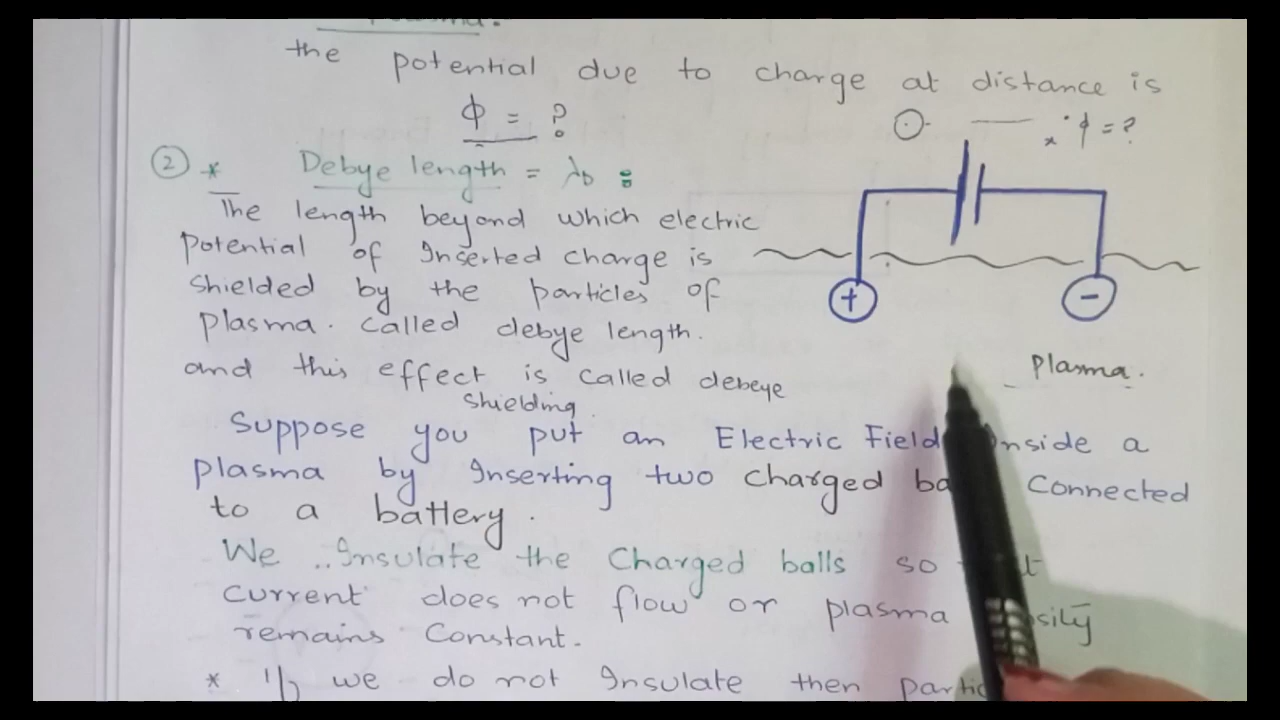 the potential due to charge at distance is
ϕ = ?
ϕ = ?
② * Debye length = λD :
The length beyond which electric
potential of Inserted charge is
shielded by the particles of
plasma. called debye length.
and this effect is called debeye
shielding.
+
-
Plasma.
Suppose you put an Electric Field Inside a
plasma by Inserting two charged connected
to a battery.
We Insulate the Charged balls so
current does not flow or plasma
remains Constant.
* If we do not Insulate then